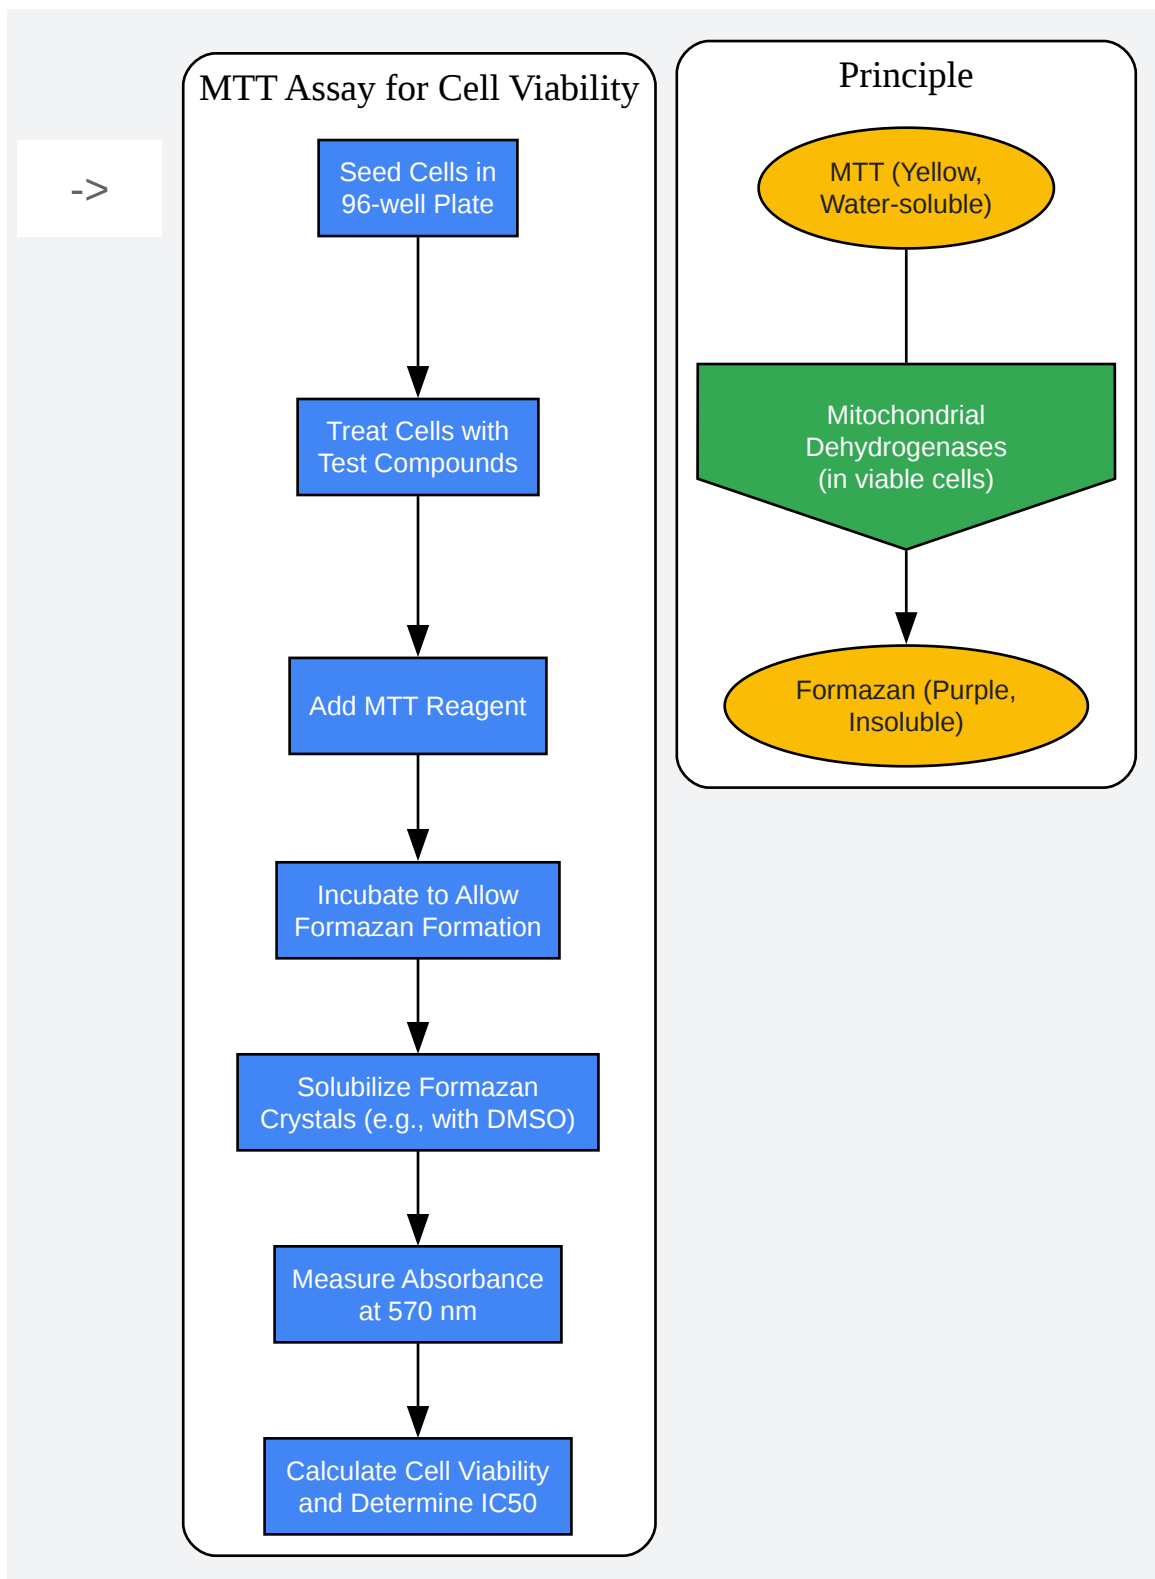 ->
MTT Assay for Cell Viability
Seed Cells in
96-well Plate
Treat Cells with
Test Compounds
Add MTT Reagent
Incubate to Allow
Formazan Formation
Solubilize Formazan
Crystals (e.g., with DMSO)
Measure Absorbance
at 570 nm
Calculate Cell Viability
and Determine IC50
Principle
MTT (Yellow,
Water-soluble)
Mitochondrial
Dehydrogenases
(in viable cells)
Formazan (Purple,
Insoluble)